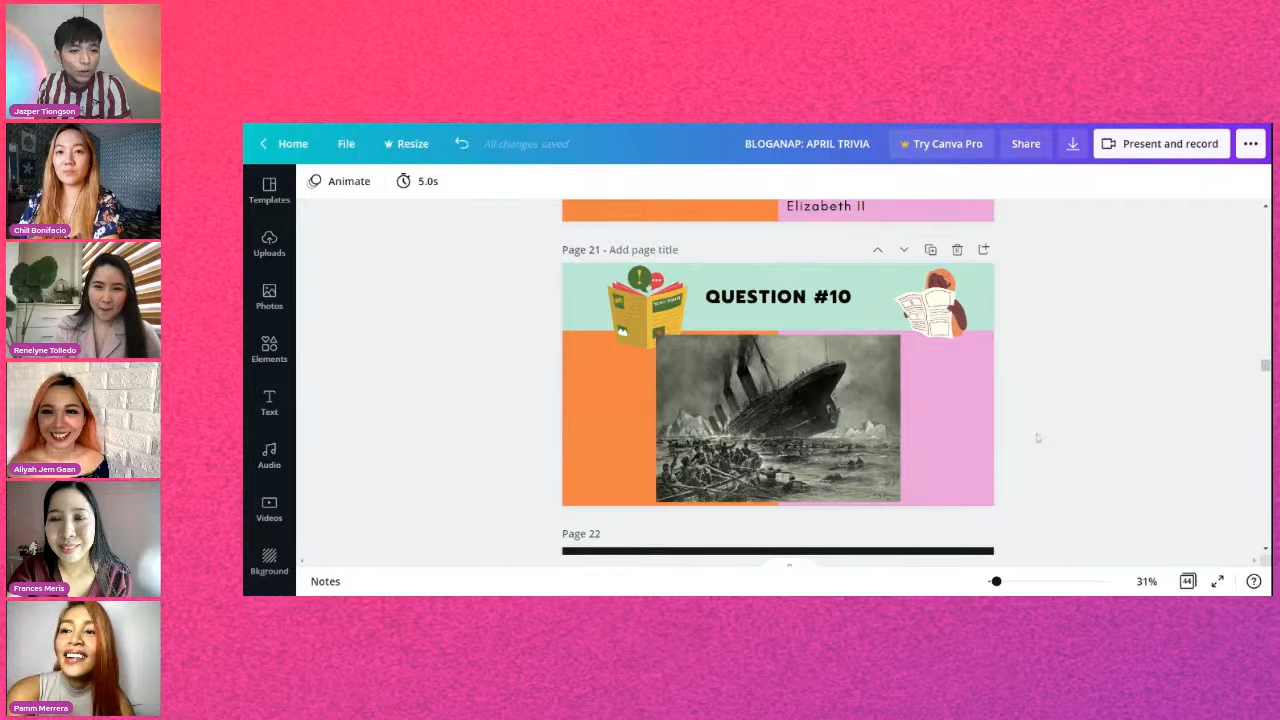 Jazper Tiongson
Chill Bonifacio
Renelyne Tolledo
Aliyah Jem Gaan
Frances Meris
Pamm Merrera
Home
File
Resize
All changes saved
BLOGANAP: APRIL TRIVIA
Try Canva Pro
Share
Present and record
Animate
5.0s
Templates
Uploads
Photos
Elements
Text
Audio
Videos
Bkground
Elizabeth II
Page 21 - Add page title
QUESTION #10
Page 22
Notes
31%
44